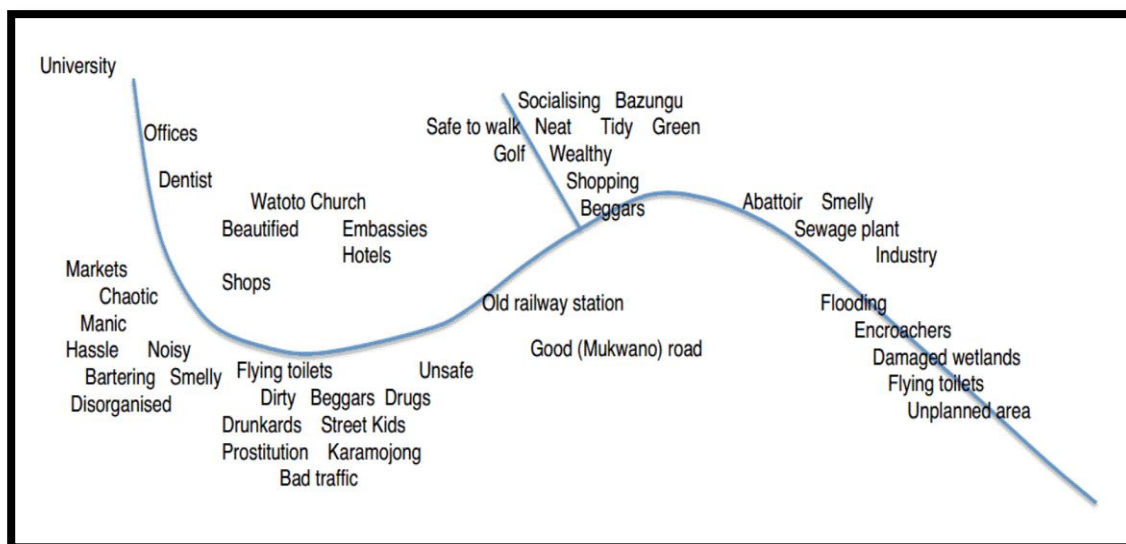 University
Offices
Dentist
Watoto Church
Beautified Embassies
Hotels
Shops
Markets
Chaotic
Manic
Hassle Noisy
Bartering Smelly
Disorganised
Flying toilets Unsafe
Dirty Beggars Drugs
Drunkards Street Kids
Prostitution Karamojong
Bad traffic
Socialising Bazungu
Safe to walk Neat Tidy Green
Golf Wealthy
Shopping
Beggars
Old railway station
Good (Mukwano) road
Abattoir Smelly
Sewage plant
Industry
Flooding
Encroachers
Damaged wetlands
Flying toilets
Unplanned area